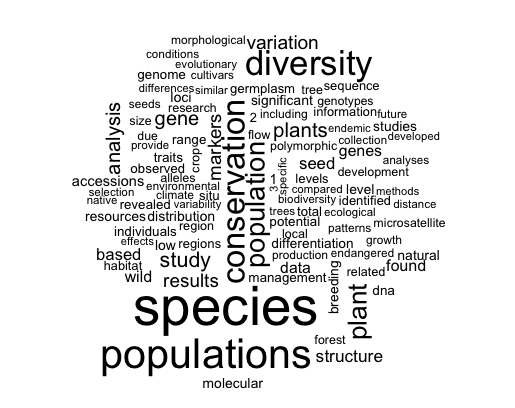 morphological
variation
conditions
evolutionary
diversity
genome
cultivars
differences
similar
germplasm
tree
sequence
loci
significant
genotypes
seeds
research
analysis
size
gene
markers
conservation
2
including
information
future
due
provide
range
flow
plants
endemic
studies
collection
developed
polymorphic
traits
crop
population
specific
seed
genes
analyses
observed
alleles
1
levels
development
accessions
environmental
3
compared
level
methods
selection
climate
situ
biodiversity
identified
distance
native
revealed
variability
trees
total
ecological
resources
distribution
potential
patterns
microsatellite
individuals
region
local
effects
low
regions
differentiation
growth
based
production
endangered
natural
habitat
study
data
related
found
wild
results
management
breeding
plant
dna
species
forest
populations
structure
molecular